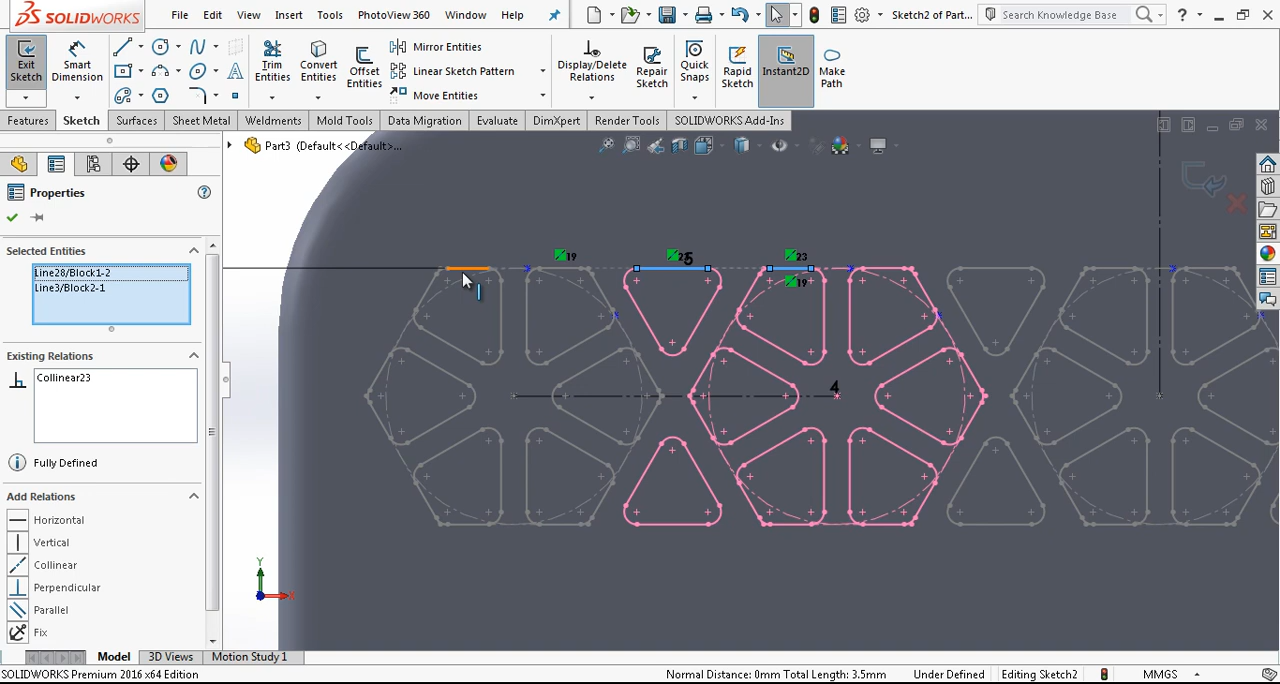 SOLIDWORKS
File Edit View Insert Tools PhotoView 360 Window Help
Sketch2 of Part...
Search Knowledge Base
?
Exit Sketch
Smart Dimension
Trim Entities
Convert Entities
Offset Entities
Mirror Entities
Linear Sketch Pattern
Move Entities
Display/Delete Relations
Repair Sketch
Quick Snaps
Rapid Sketch
Instant2D
Make Path
Features Sketch Surfaces Sheet Metal Weldments Mold Tools Data Migration Evaluate DimXpert Render Tools SOLIDWORKS Add-Ins
Part3 (Default<<Default>...
Properties
?
Selected Entities
Line28/Block1-2
Line3/Block2-1
Existing Relations
Collinear23
Fully Defined
Add Relations
Horizontal
Vertical
Collinear
Perpendicular
Parallel
Fix
19
5
23
19
4
Y
X
Model 3D Views Motion Study 1
SOLIDWORKS Premium 2016 x64 Edition
Normal Distance: 0mm Total Length: 3.5mm Under Defined Editing Sketch2 MMGS